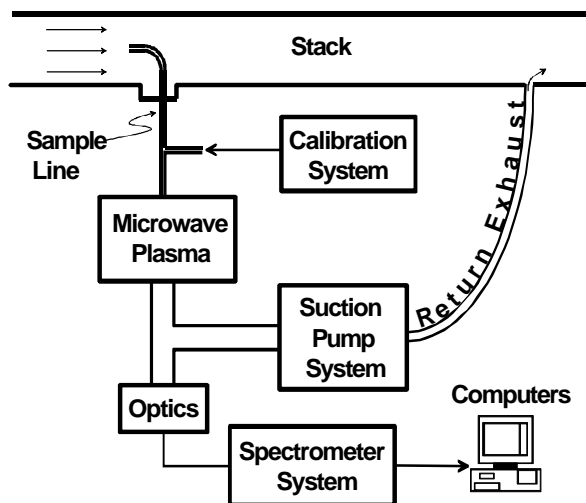 Stack
Sample
Line
Calibration
System
Microwave
Plasma
Suction
Pump
System
Return Exhaust
Optics
Computers
Spectrometer
System